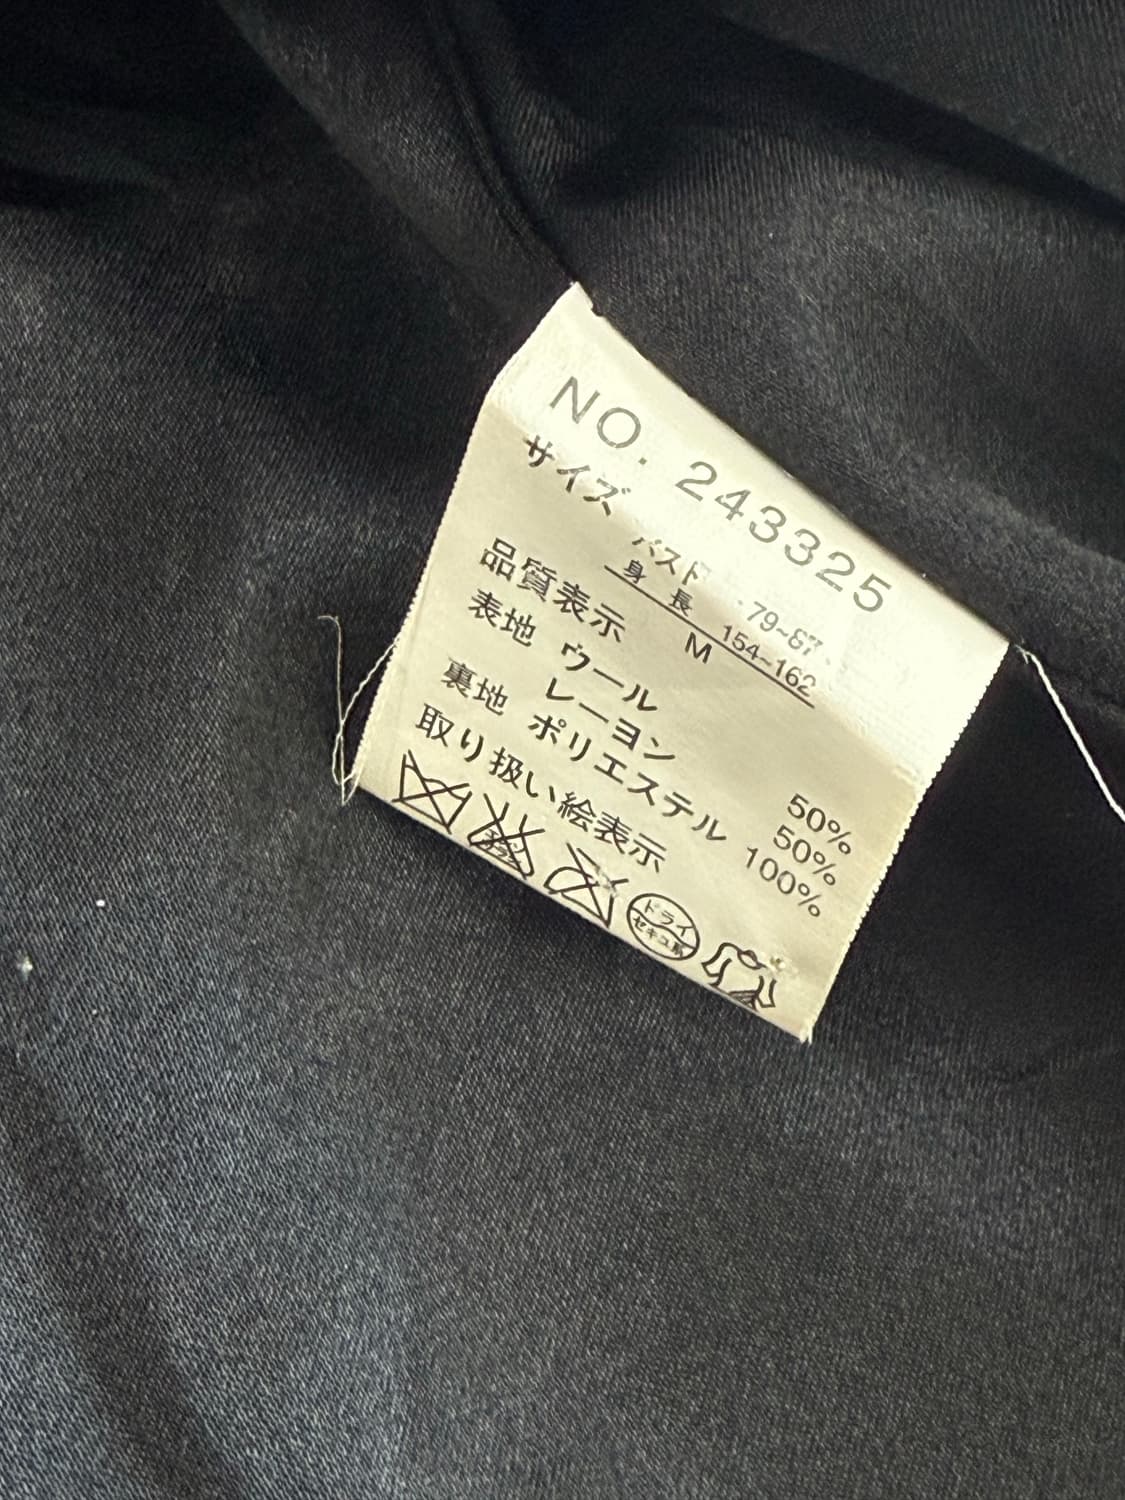 NO. 243325
サイズ
バスト 79~87
身長 154~162
M
品質表示
表地 ウール 50%
レーヨン 50%
裏地 ポリエステル 100%
取り扱い絵表示
ドライ
セキユ系